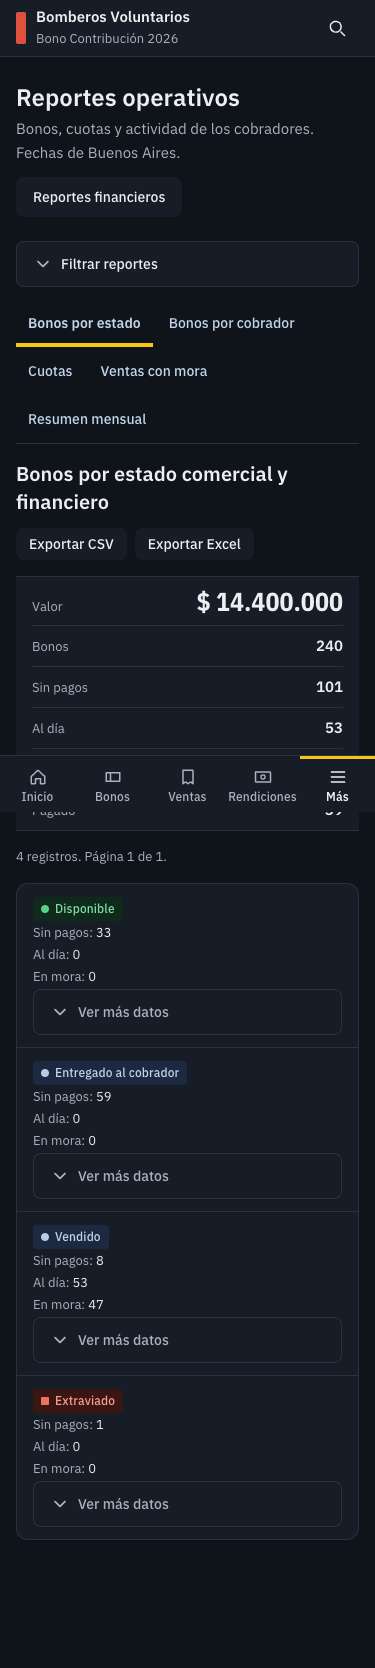 Bomberos Voluntarios
Bono Contribución 2026
Reportes operativos
Bonos, cuotas y actividad de los cobradores.
Fechas de Buenos Aires.
Reportes financieros
Filtrar reportes
Bonos por estado
Bonos por cobrador
Cuotas
Ventas con mora
Resumen mensual
Bonos por estado comercial y
financiero
Exportar CSV
Exportar Excel
Valor $ 14.400.000
Bonos 240
Sin pagos 101
Al día 53
Inicio
Bonos
Ventas
Rendiciones
Más
4 registros. Página 1 de 1.
Disponible
Sin pagos: 33
Al día: 0
En mora: 0
Ver más datos
Entregado al cobrador
Sin pagos: 59
Al día: 0
En mora: 0
Ver más datos
Vendido
Sin pagos: 8
Al día: 53
En mora: 47
Ver más datos
Extraviado
Sin pagos: 1
Al día: 0
En mora: 0
Ver más datos